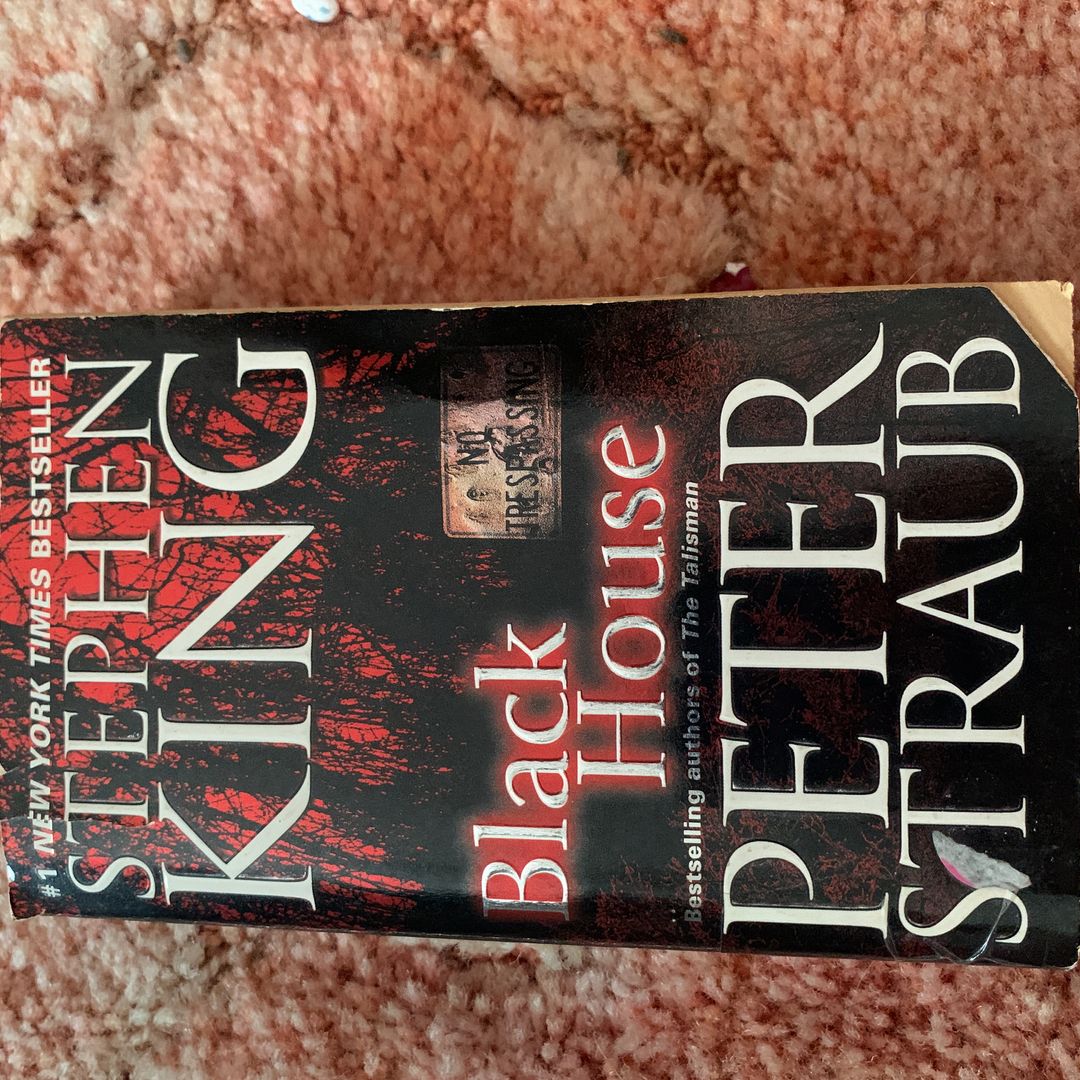 #1 NEW YORK TIMES BESTSELLER
STEPHEN
KING
NO
TRESPASSING
Black
House
Bestselling authors of The Talisman
PETER
STRAUB